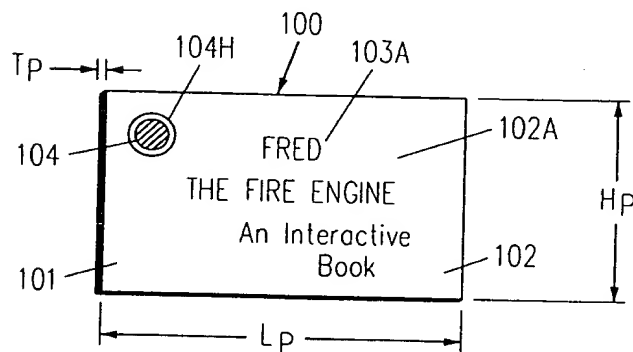 100
104H
103A
Tp
104
102A
FRED
THE FIRE ENGINE
Hp
An Interactive
Book
101
102
Lp